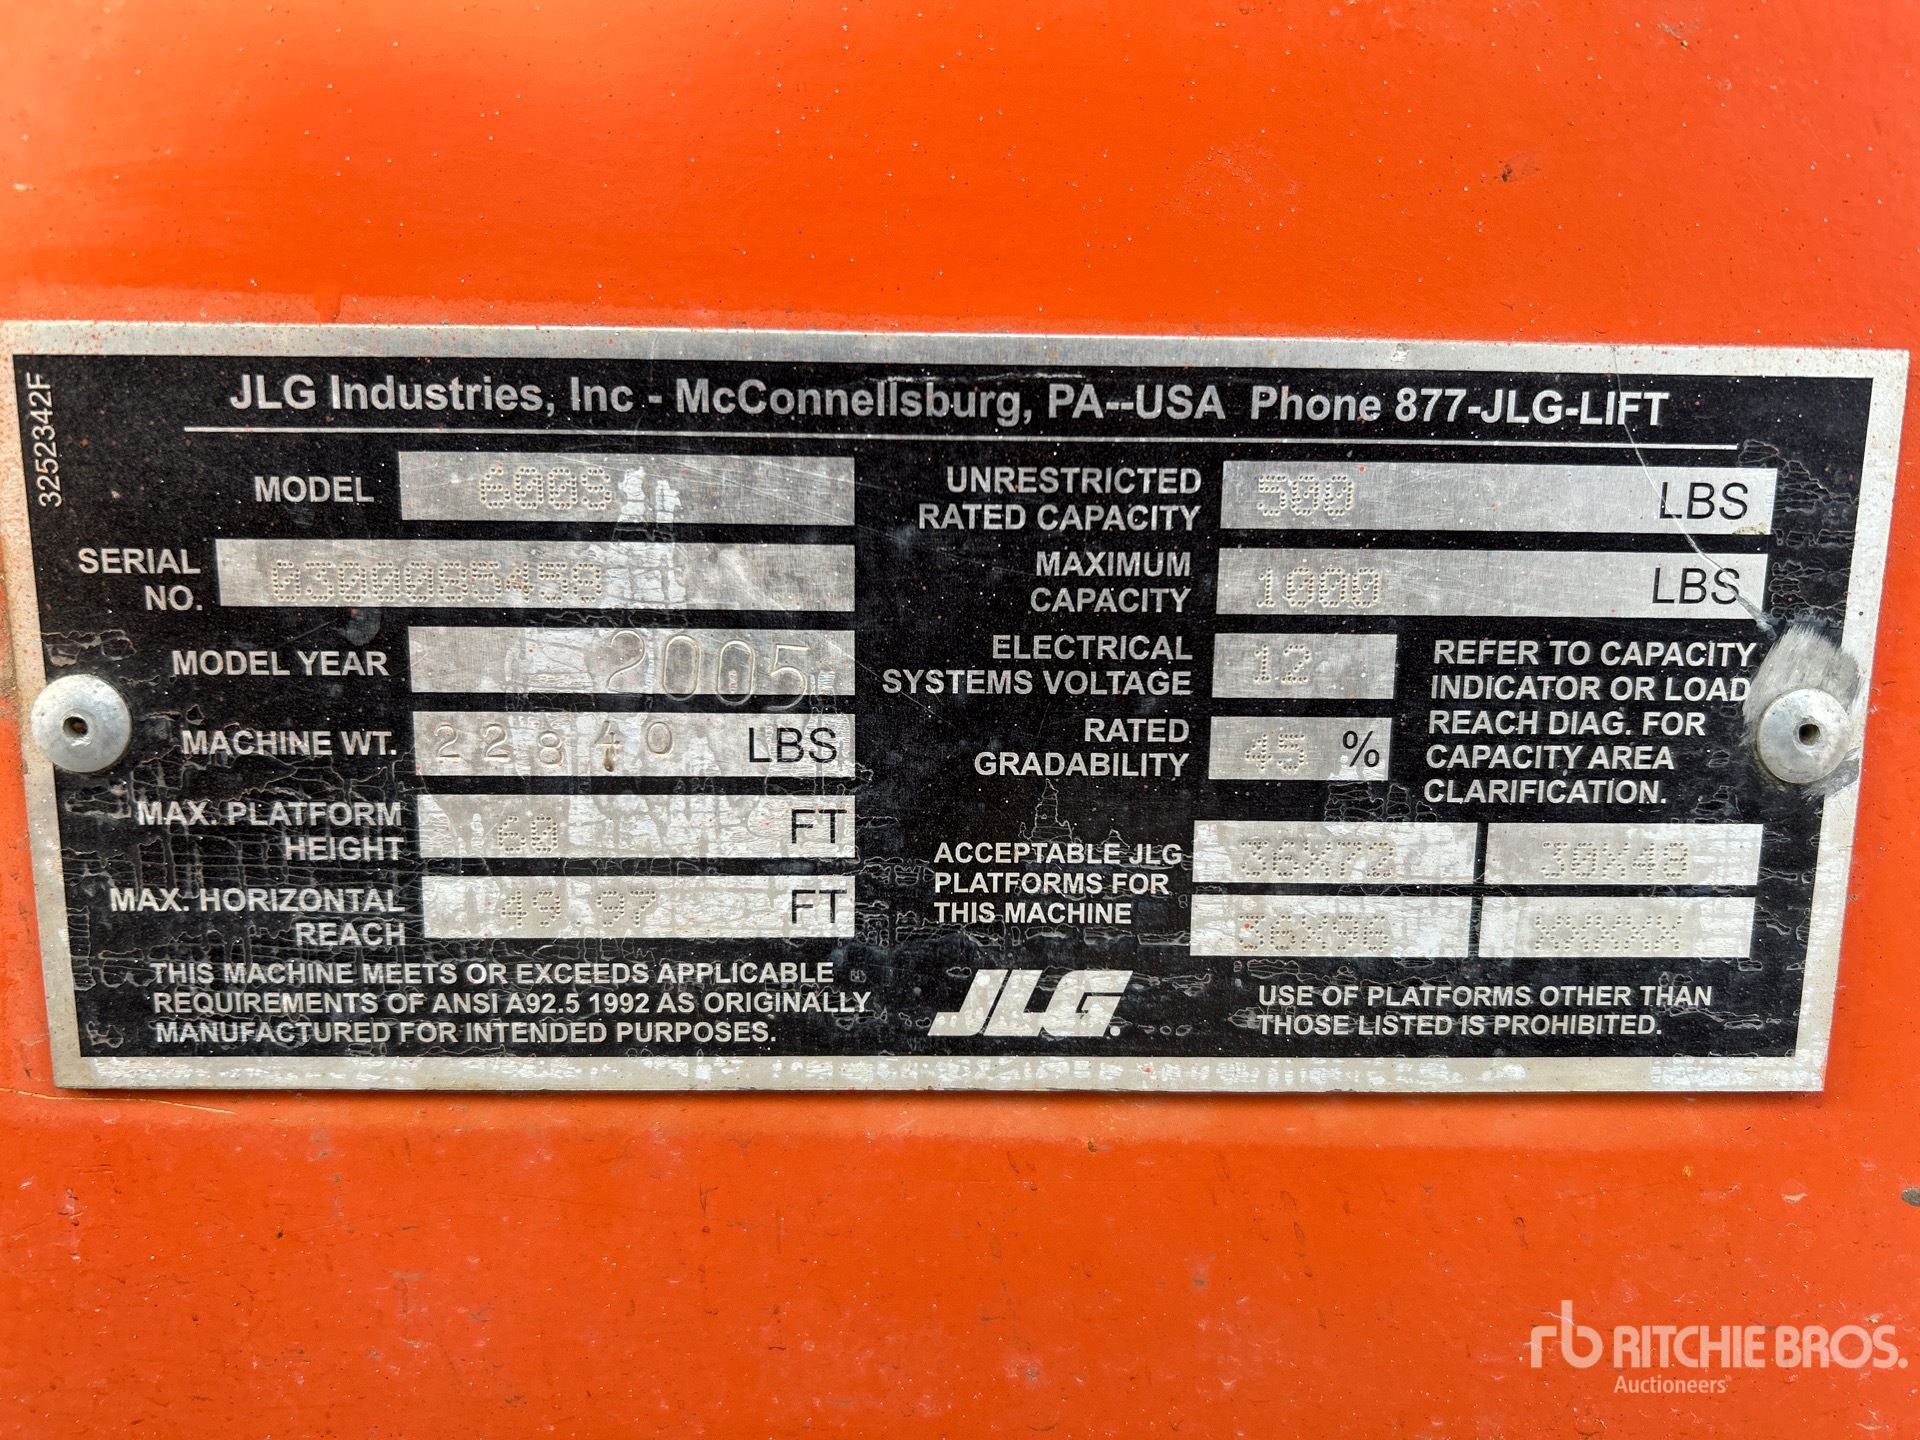 3252342F
JLG Industries, Inc - McConnellsburg, PA--USA Phone 877-JLG-LIFT
MODEL 600S
SERIAL NO. 0300085458
MODEL YEAR 2005
MACHINE WT. 22840 LBS
MAX. PLATFORM HEIGHT 60 FT
MAX. HORIZONTAL REACH 49.97 FT
THIS MACHINE MEETS OR EXCEEDS APPLICABLE
REQUIREMENTS OF ANSI A92.5 1992 AS ORIGINALLY
MANUFACTURED FOR INTENDED PURPOSES.
UNRESTRICTED RATED CAPACITY 500 LBS
MAXIMUM CAPACITY 1000 LBS
ELECTRICAL SYSTEMS VOLTAGE 12
RATED GRADABILITY 45 %
REFER TO CAPACITY
INDICATOR OR LOAD
REACH DIAG. FOR
CAPACITY AREA
CLARIFICATION.
ACCEPTABLE JLG
PLATFORMS FOR
THIS MACHINE
36X72 30X48
36X96 XXXXX
JLG.
USE OF PLATFORMS OTHER THAN
THOSE LISTED IS PROHIBITED.
rb RITCHIE BROS.
Auctioneers